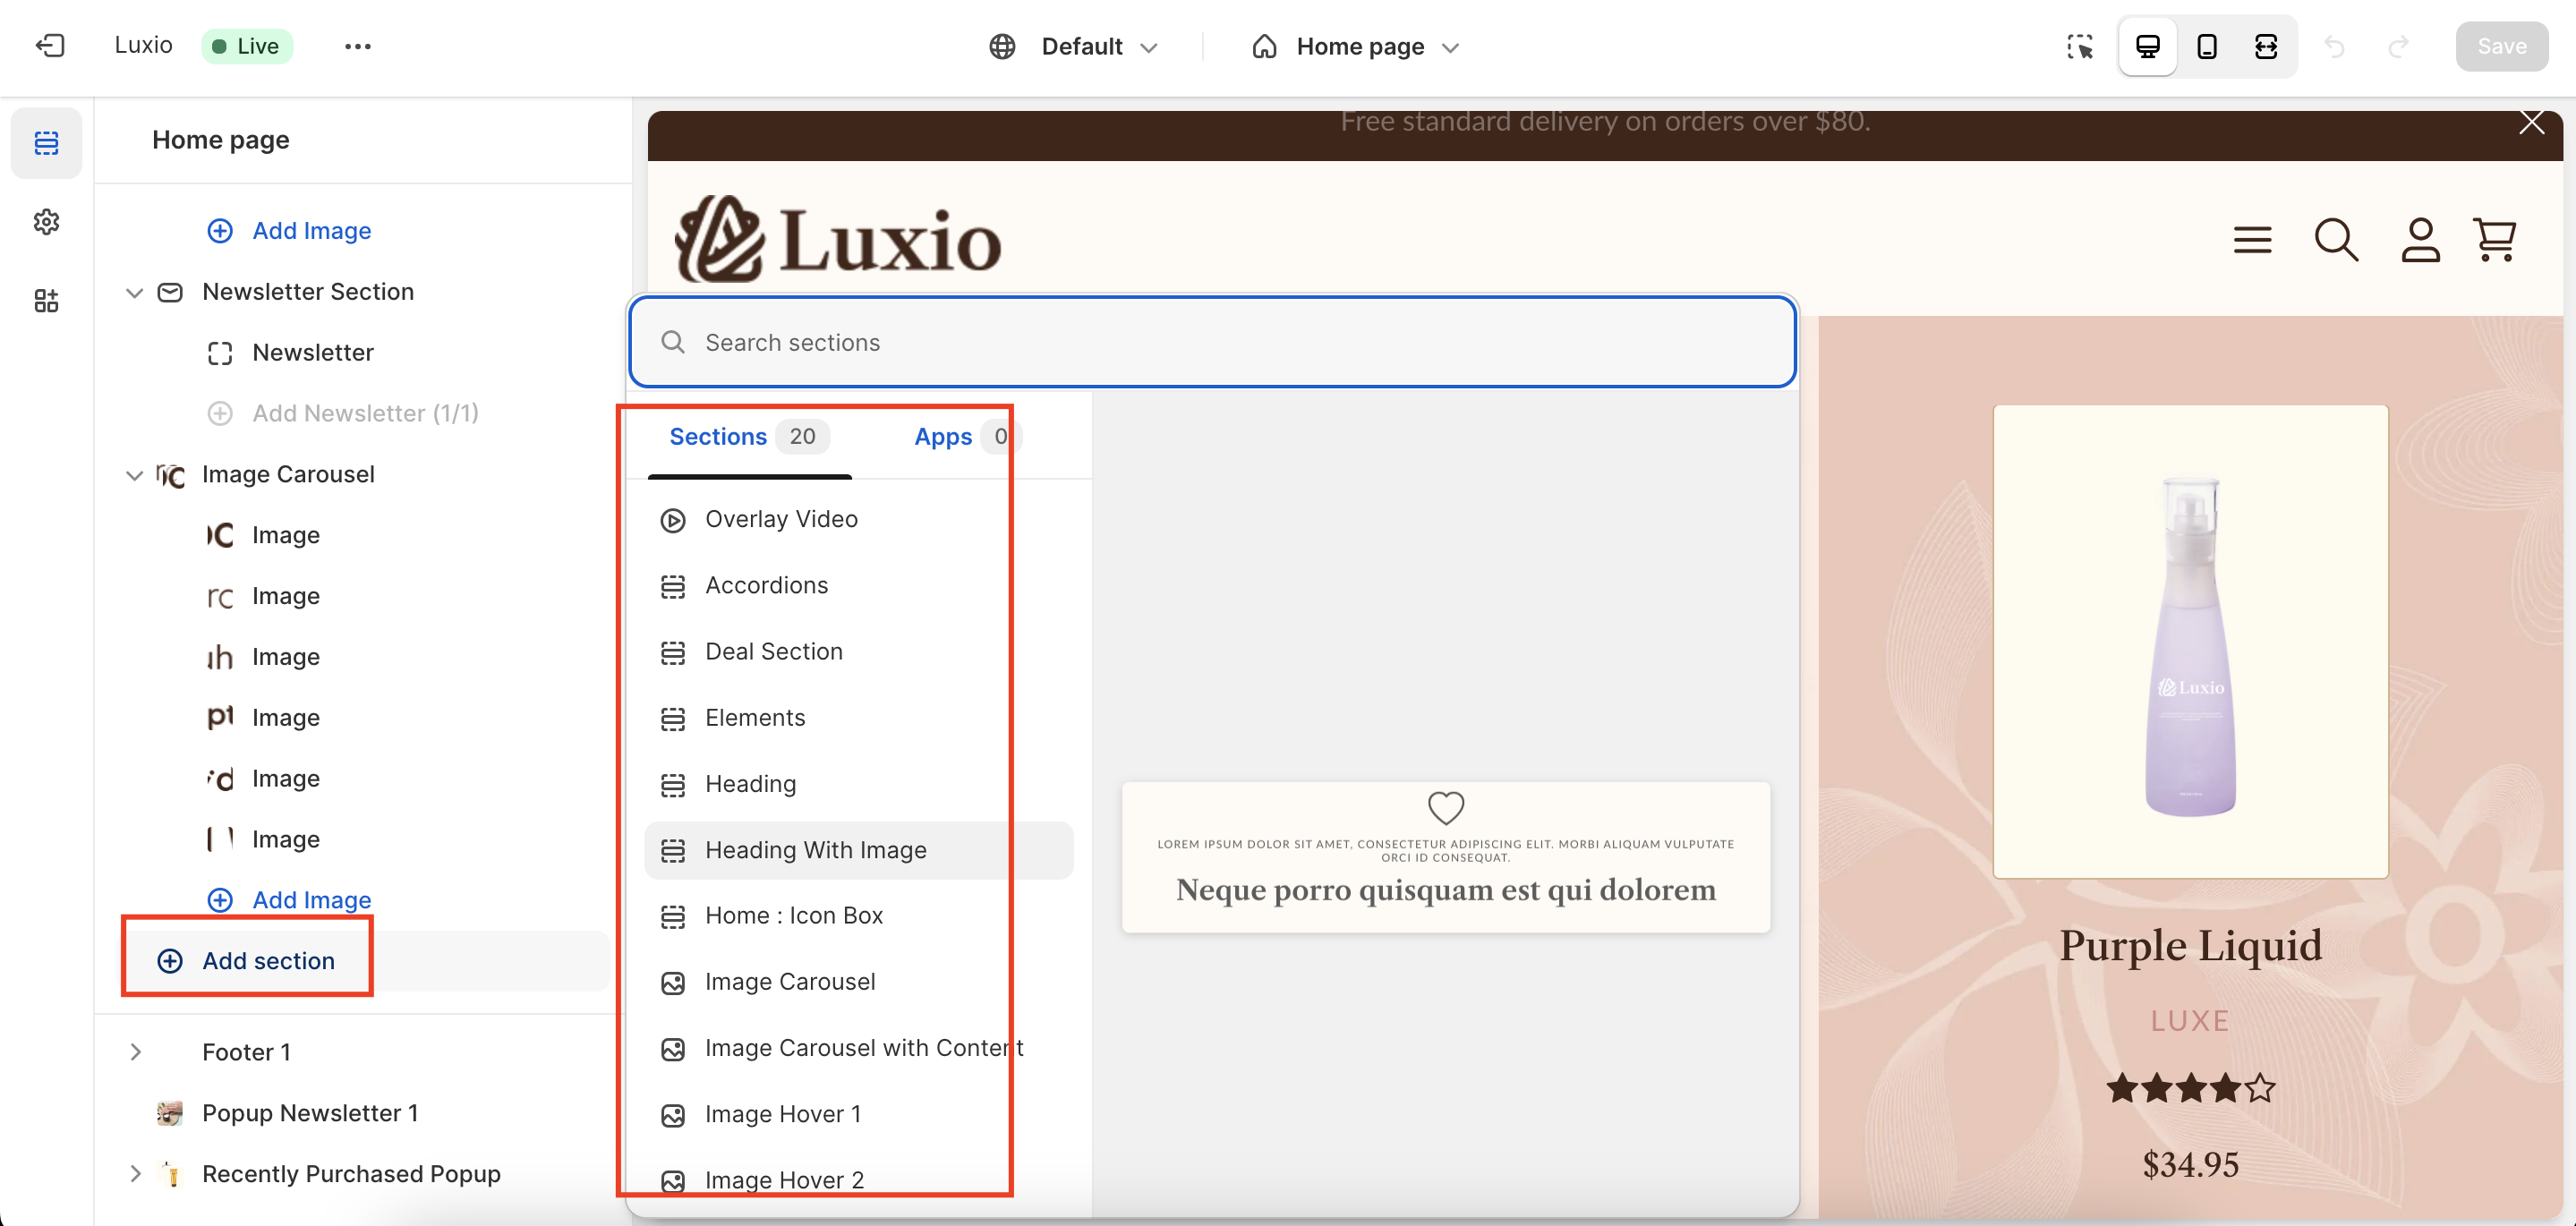 Luxio
Live
Default
Home page
Save
Home page
Add Image
Newsletter Section
Newsletter
Add Newsletter (1/1)
Image Carousel
Image
Image
Image
Image
Image
Image
Add Image
Add section
Footer 1
Popup Newsletter 1
Recently Purchased Popup
Free standard delivery on orders over $80.
Luxio
Search sections
Sections 20
Apps 0
Overlay Video
Accordions
Deal Section
Elements
Heading
Heading With Image
Home : Icon Box
Image Carousel
Image Carousel with Content
Image Hover 1
Image Hover 2
LOREM IPSUM DOLOR SIT AMET, CONSECTETUR ADIPISCING ELIT. MORBI ALIQUAM VULPUTATE
ORCI ID CONSEQUAT.
Neque porro quisquam est qui dolorem
Luxio
Purple Liquid
LUXE
$34.95